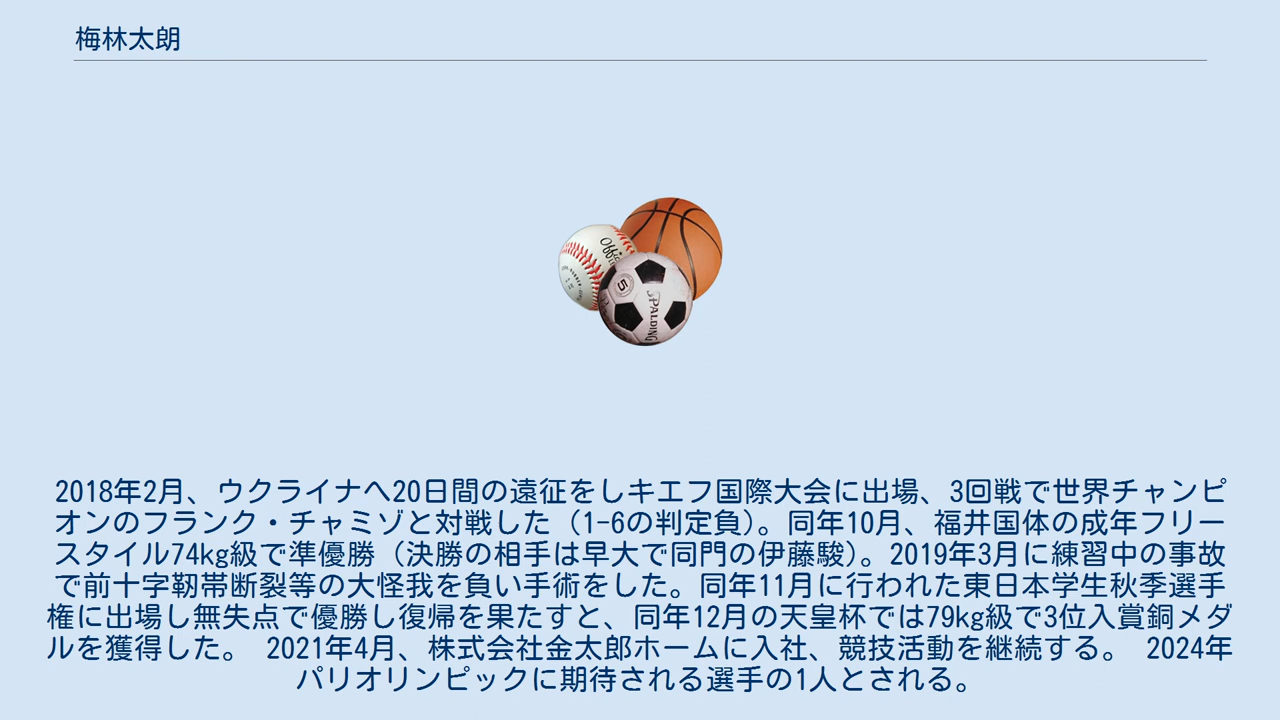 梅林太朗
Offic
5
SPALDING
2018年2月、ウクライナへ20日間の遠征をしキエフ国際大会に出場、3回戦で世界チャンピ
オンのフランク・チャミゾと対戦した（1-6の判定負）。同年10月、福井国体の成年フリー
スタイル74kg級で準優勝（決勝の相手は早大で同門の伊藤駿）。2019年3月に練習中の事故
で前十字靭帯断裂等の大怪我を負い手術をした。同年11月に行われた東日本学生秋季選手
権に出場し無失点で優勝し復帰を果たすと、同年12月の天皇杯では79kg級で3位入賞銅メダ
ルを獲得した。 2021年4月、株式会社金太郎ホームに入社、競技活動を継続する。 2024年
パリオリンピックに期待される選手の1人とされる。